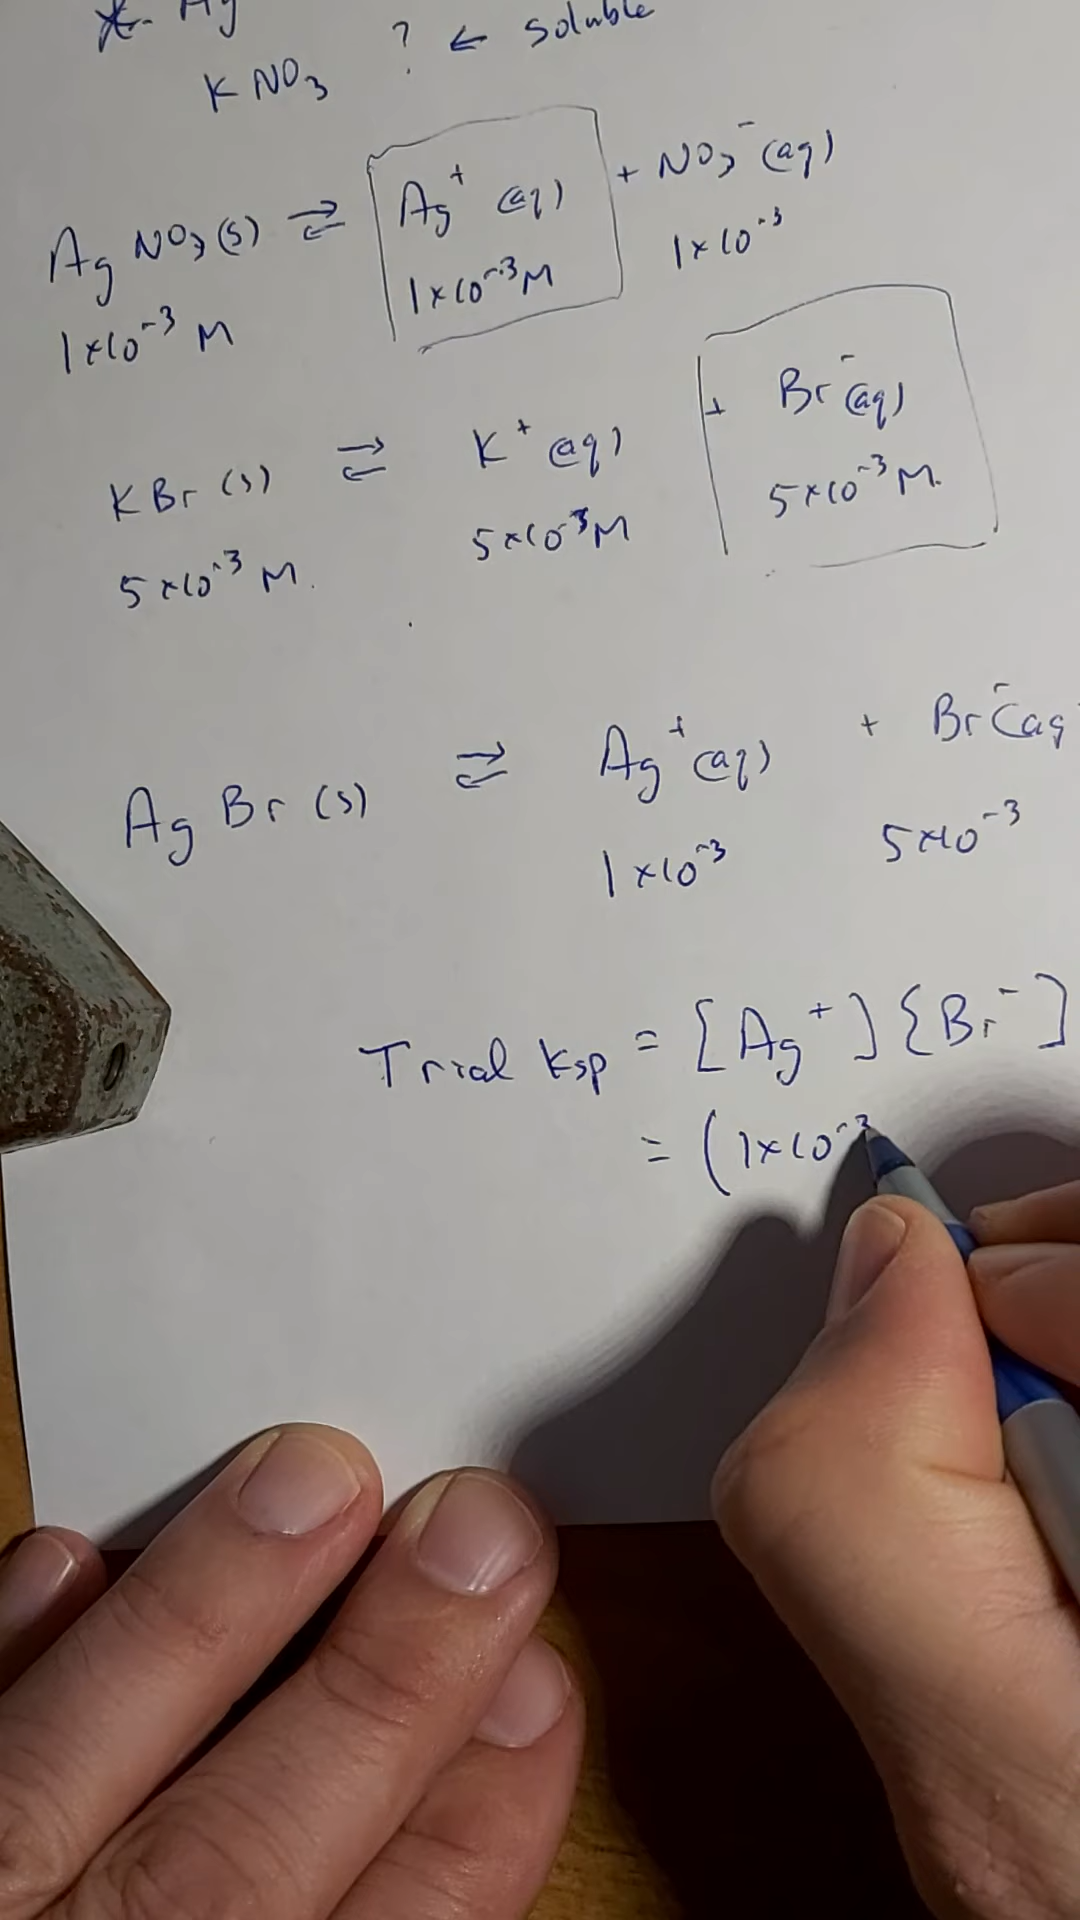 Ag
KNO3 ? ← soluble
AgNO3(s) ⇌ Ag+(aq) + NO3-(aq)
1×10-3 M 1×10-3 M 1×10-3
KBr(s) ⇌ K+(aq) + Br-(aq)
5×10-3 M. 5×10-3 M 5×10-3 M.
AgBr(s) ⇌ Ag+(aq) + Br-(aq
1×10-3 5×10-3
Trial Ksp = [Ag+]{Br-]
= (1×10-3